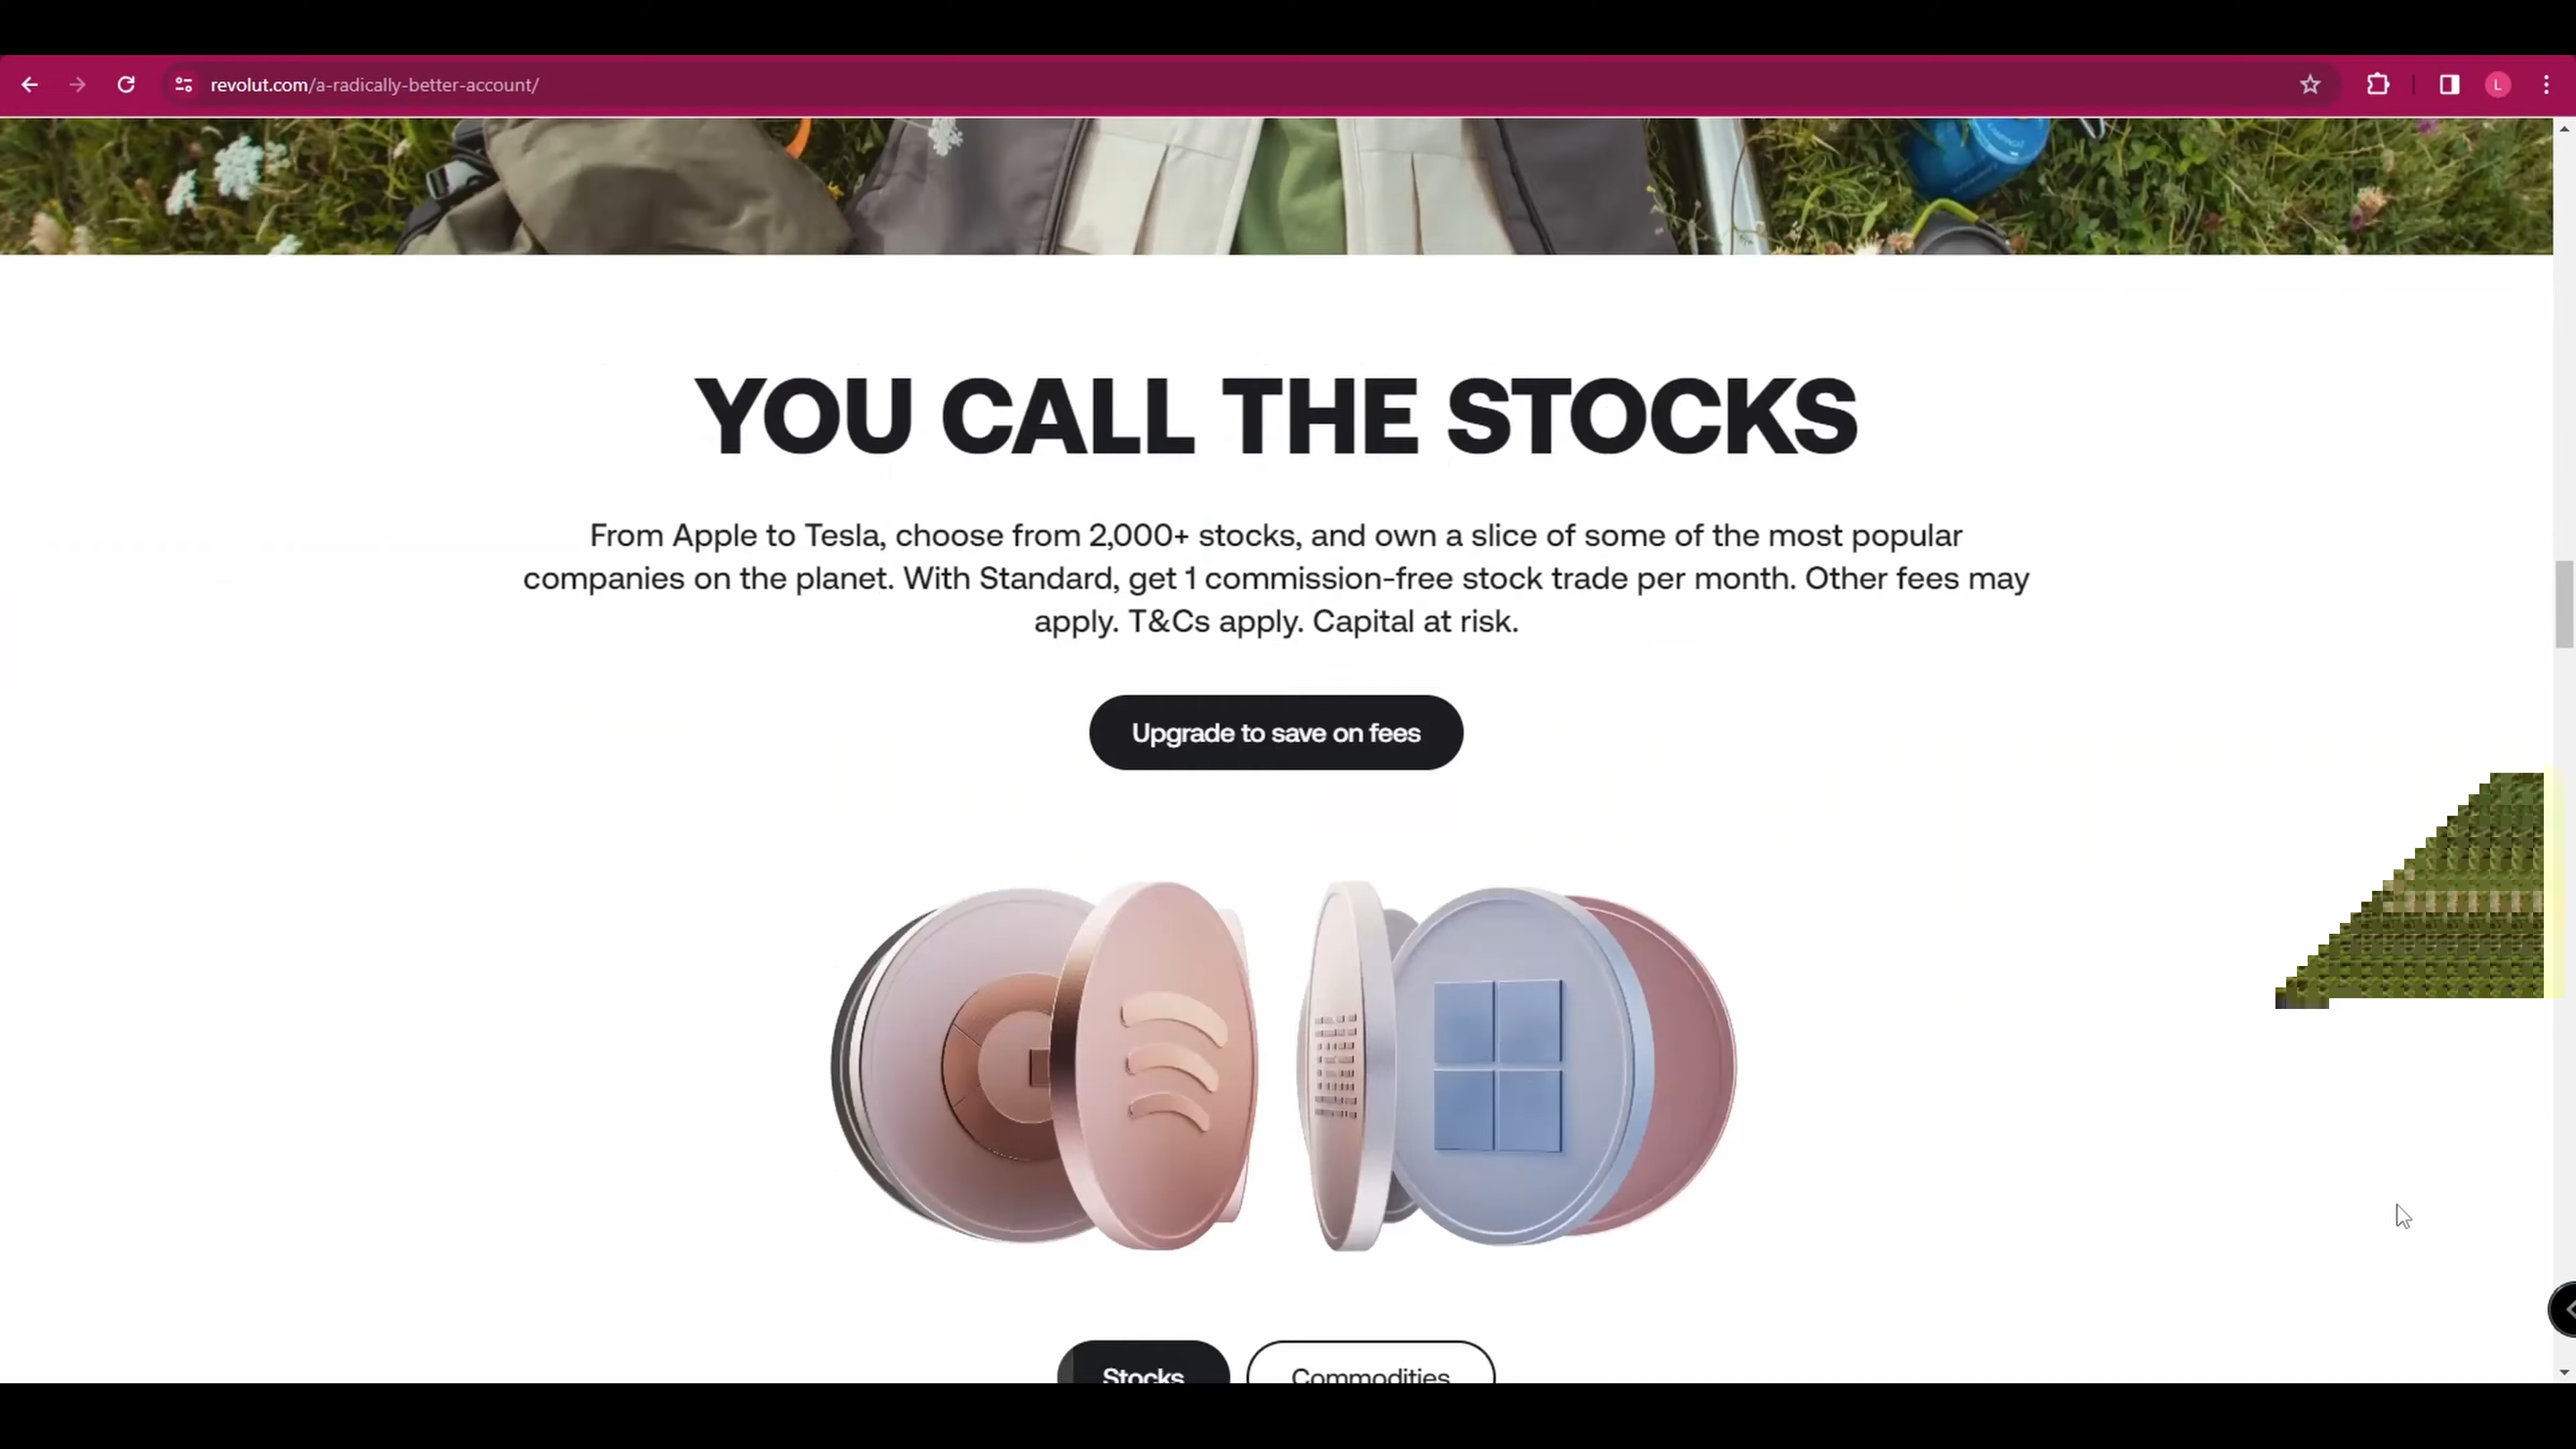 revolut.com/a-radically-better-account/
L
YOU CALL THE STOCKS
From Apple to Tesla, choose from 2,000+ stocks, and own a slice of some of the most popular
companies on the planet. With Standard, get 1 commission-free stock trade per month. Other fees may
apply. T&Cs apply. Capital at risk.
Upgrade to save on fees
Stocks
Commodities